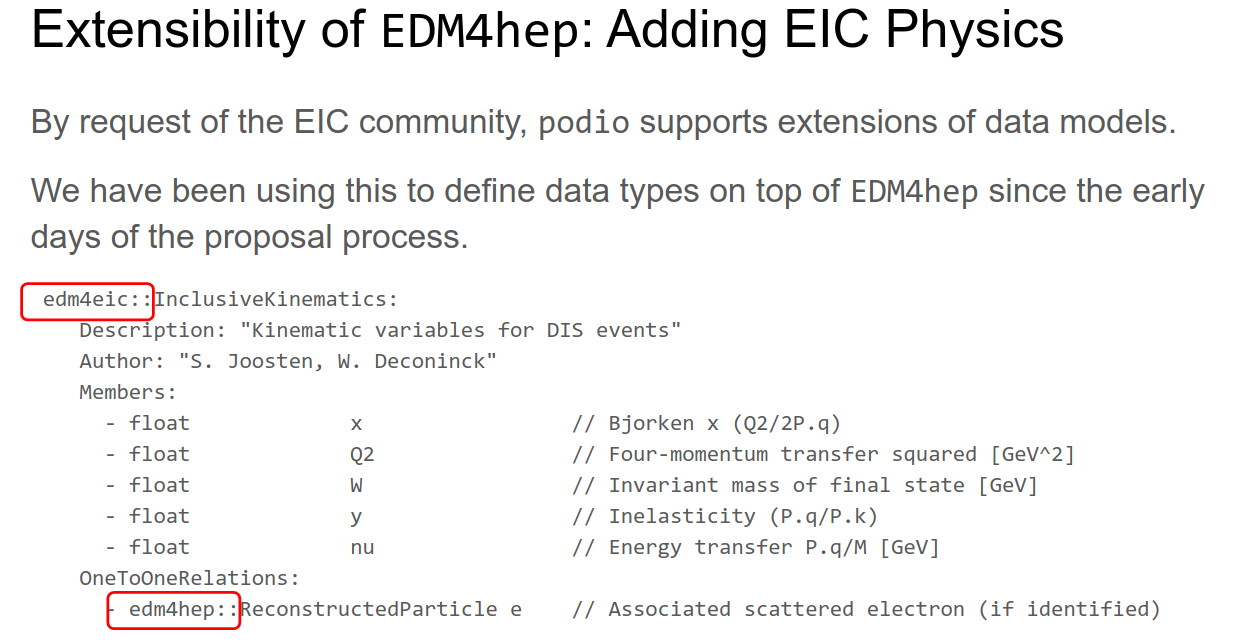 Extensibility of EDM4hep: Adding EIC Physics
By request of the EIC community, podio supports extensions of data models.
We have been using this to define data types on top of EDM4hep since the early
days of the proposal process.
edm4eic::InclusiveKinematics:
Description: "Kinematic variables for DIS events"
Author: "S. Joosten, W. Deconinck"
Members:
- float x // Bjorken x (Q2/2P.q)
- float Q2 // Four-momentum transfer squared [GeV^2]
- float W // Invariant mass of final state [GeV]
- float y // Inelasticity (P.q/P.k)
- float nu // Energy transfer P.q/M [GeV]
OneToOneRelations:
- edm4hep::ReconstructedParticle e // Associated scattered electron (if identified)